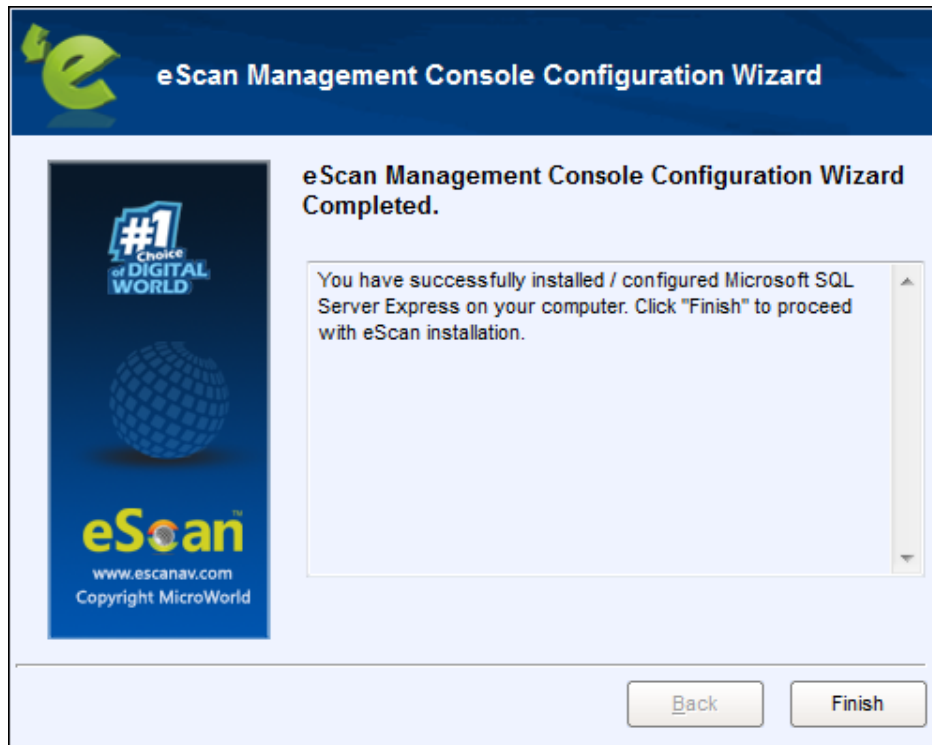 eScan Management Console Configuration Wizard
eScan Management Console Configuration Wizard
Completed.
#1
Choice
of DIGITAL
WORLD
You have successfully installed / configured Microsoft SQL
Server Express on your computer. Click "Finish" to proceed
with eScan installation.
eScan™
www.escanav.com
Copyright MicroWorld
Back
Finish